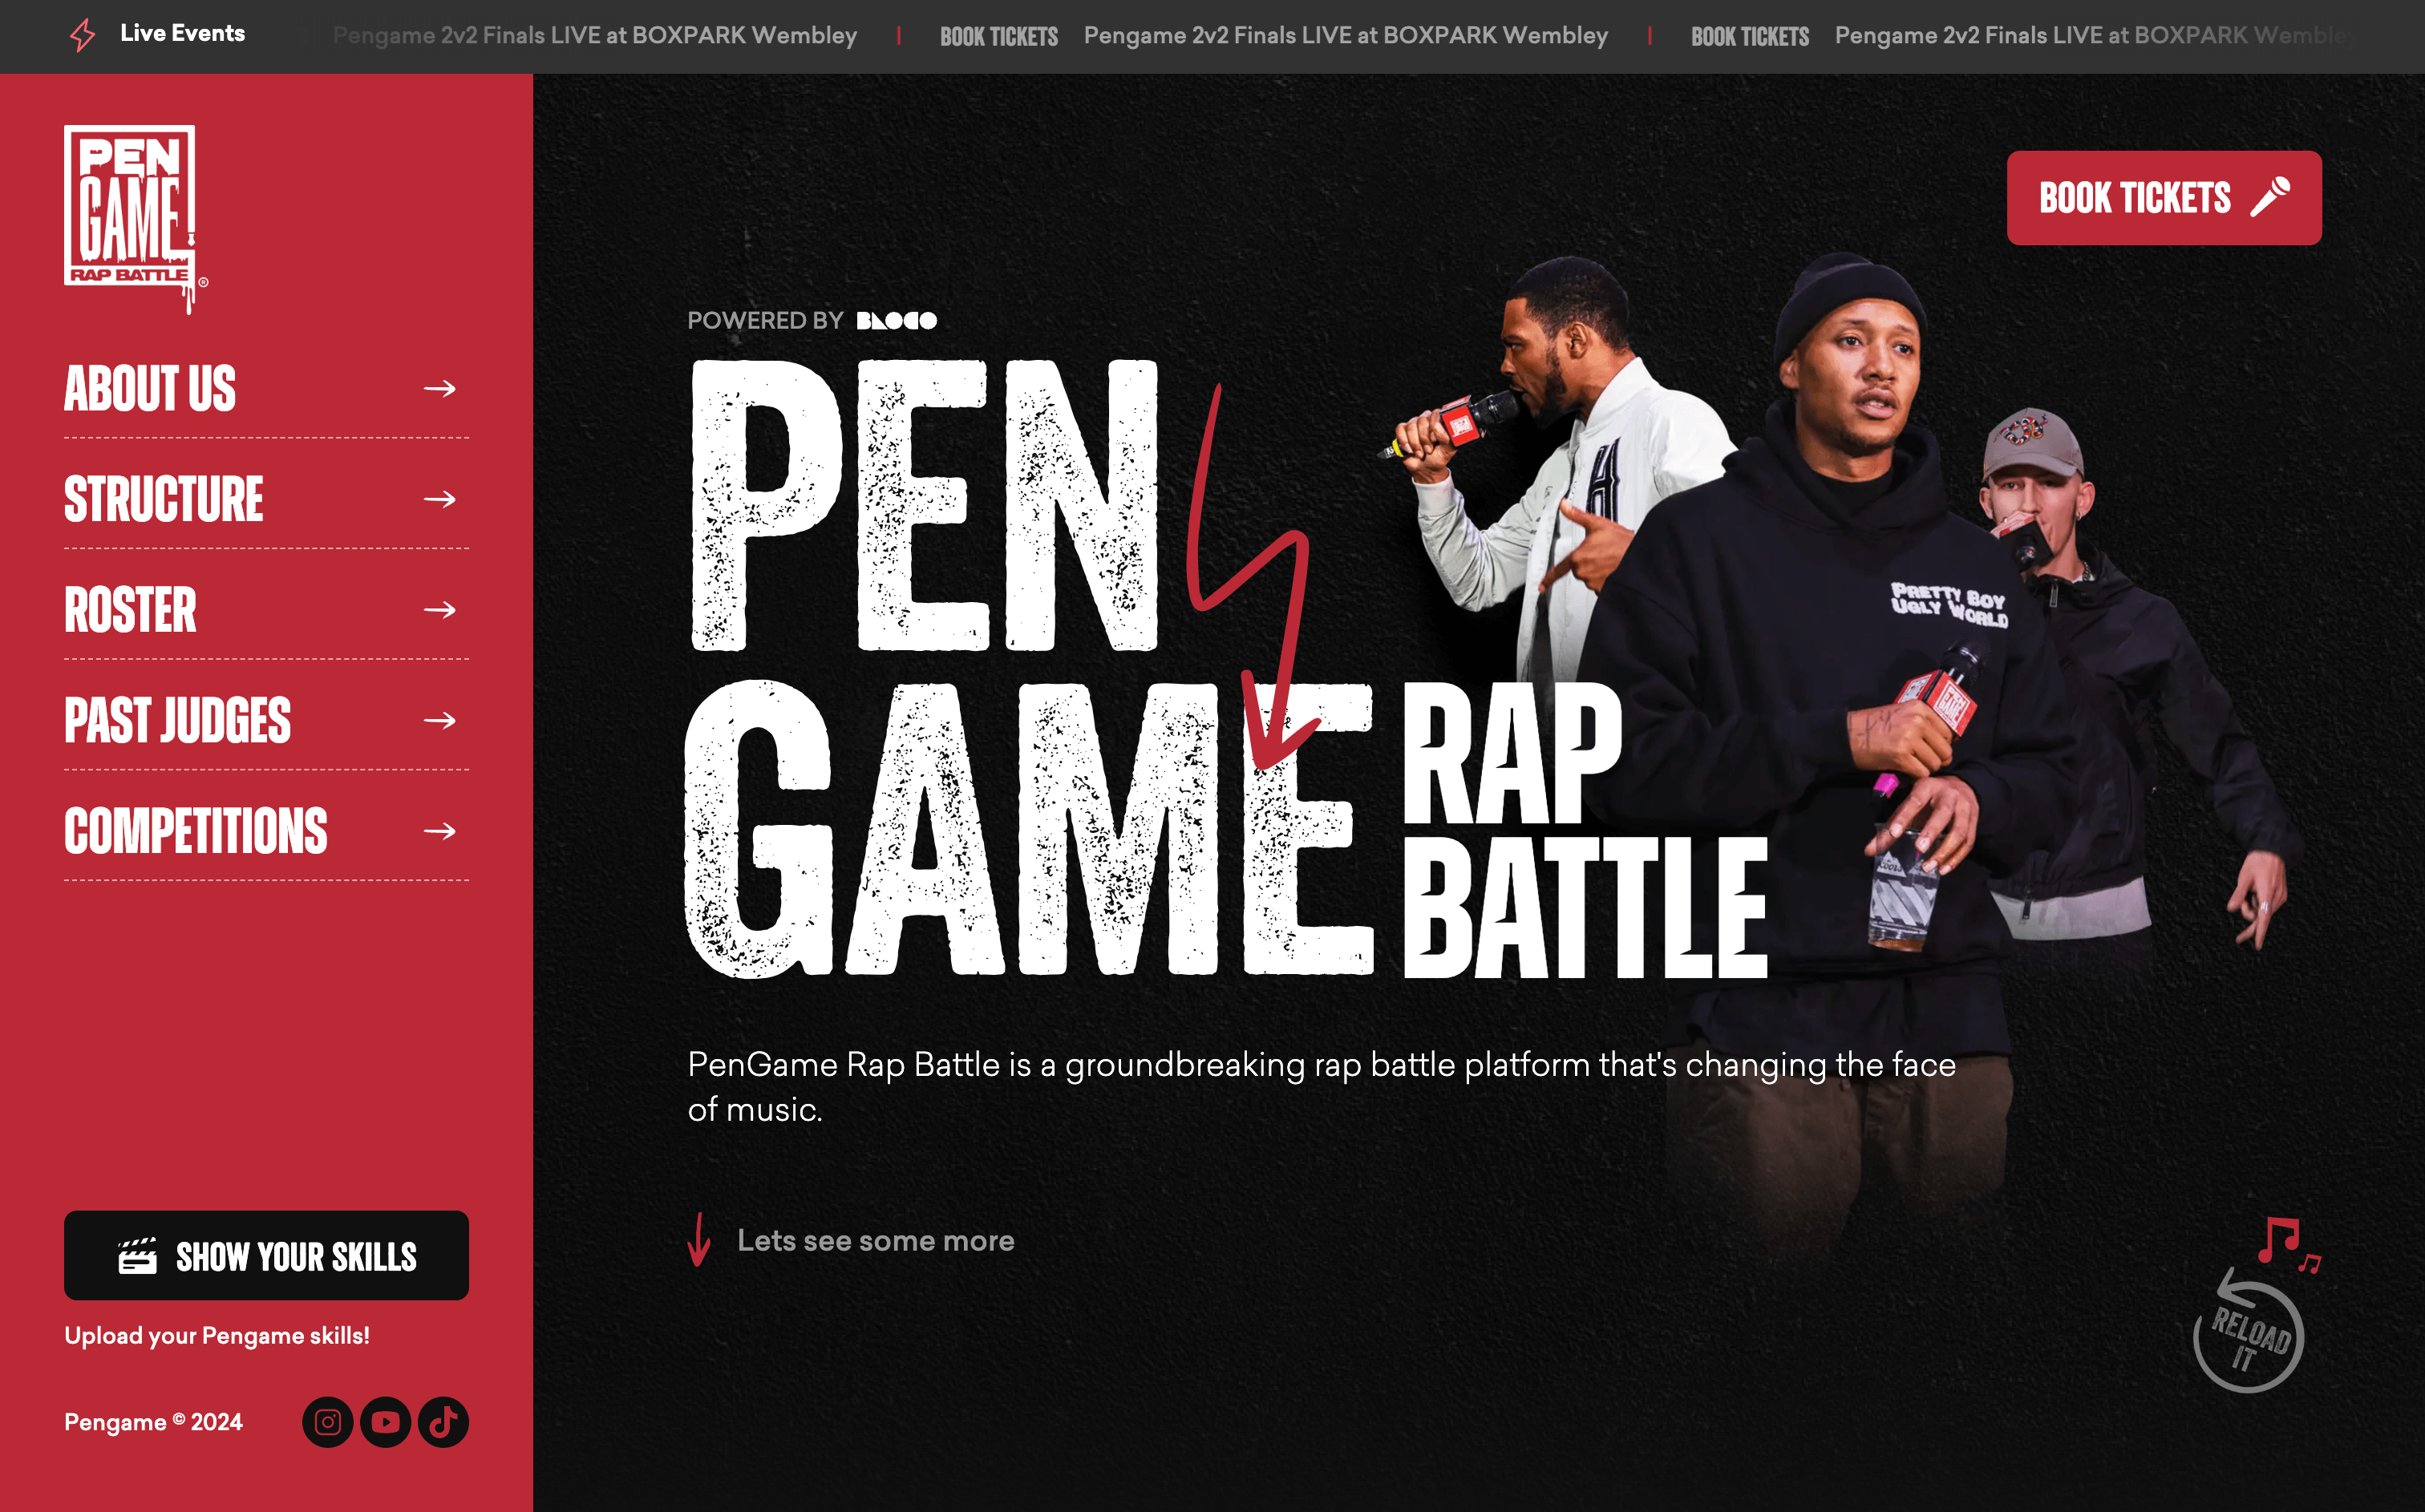 Live Events
Pengame 2v2 Finals LIVE at BOXPARK Wembley | BOOK TICKETS Pengame 2v2 Finals LIVE at BOXPARK Wembley | BOOK TICKETS Pengame 2v2 Finals LIVE at BOXPARK Wembley
PEN
GAME
RAP BATTLE
®
ABOUT US
STRUCTURE
ROSTER
PAST JUDGES
COMPETITIONS
SHOW YOUR SKILLS
Upload your Pengame skills!
Pengame © 2024
BOOK TICKETS
POWERED BY BLOCO
PEN
GAME
RAP
BATTLE
PRETTY BOY
UGLY WORLD
PenGame Rap Battle is a groundbreaking rap battle platform that's changing the face
of music.
Lets see some more
RELOAD
IT